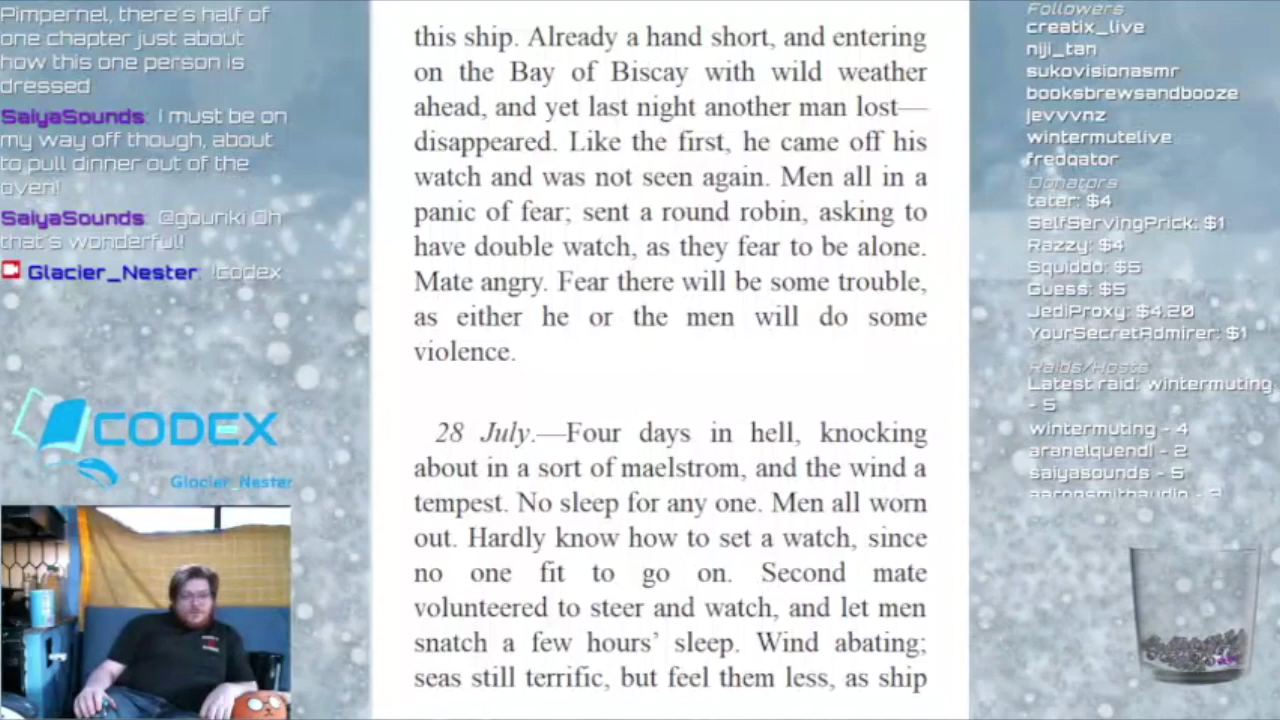 Pimpernel, there's half of
one chapter just about
how this one person is
dressed
SaiyaSounds: I must be on
my way off though, about
to pull dinner out of the
oven!
SaiyaSounds: @gouriki Oh
that's wonderful!
Glacier_Nester: !codex
CODEX
Glacier_Nester
this ship. Already a hand short, and entering
on the Bay of Biscay with wild weather
ahead, and yet last night another man lost—
disappeared. Like the first, he came off his
watch and was not seen again. Men all in a
panic of fear; sent a round robin, asking to
have double watch, as they fear to be alone.
Mate angry. Fear there will be some trouble,
as either he or the men will do some
violence.
28 July.—Four days in hell, knocking
about in a sort of maelstrom, and the wind a
tempest. No sleep for any one. Men all worn
out. Hardly know how to set a watch, since
no one fit to go on. Second mate
volunteered to steer and watch, and let men
snatch a few hours’ sleep. Wind abating;
seas still terrific, but feel them less, as ship
Followers
creatix_live
niji_tan
sukovisionasmr
booksbrewsandbooze
jevvvnz
wintermutelive
fredgator
Donators
tater: $4
SelfServingPrick: $1
Razzy: $4
Squiddo: $5
Guess: $5
JediProxy: $4.20
YourSecretAdmirer: $1
Raids/Hosts
Latest raid: wintermuting
- 5
wintermuting - 4
aranelquendi - 2
saiyasounds - 5
aaronsmithaudio - 3